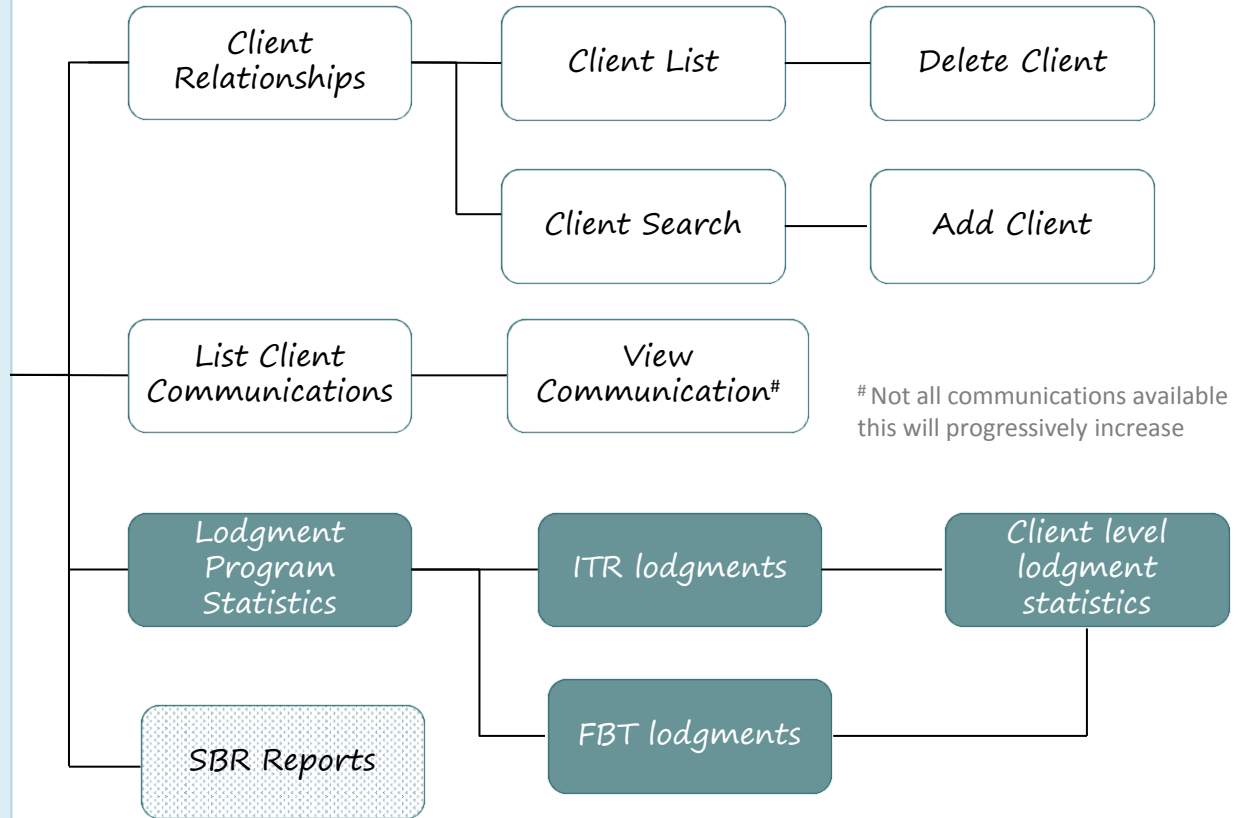 Client
Relationships
Client List
Delete Client
Client Search
Add Client
List Client
Communications
View
Communication#
# Not all communications available
this will progressively increase
Lodgment
Program
Statistics
ITR lodgments
Client level
lodgment
statistics
FBT lodgments
SBR Reports